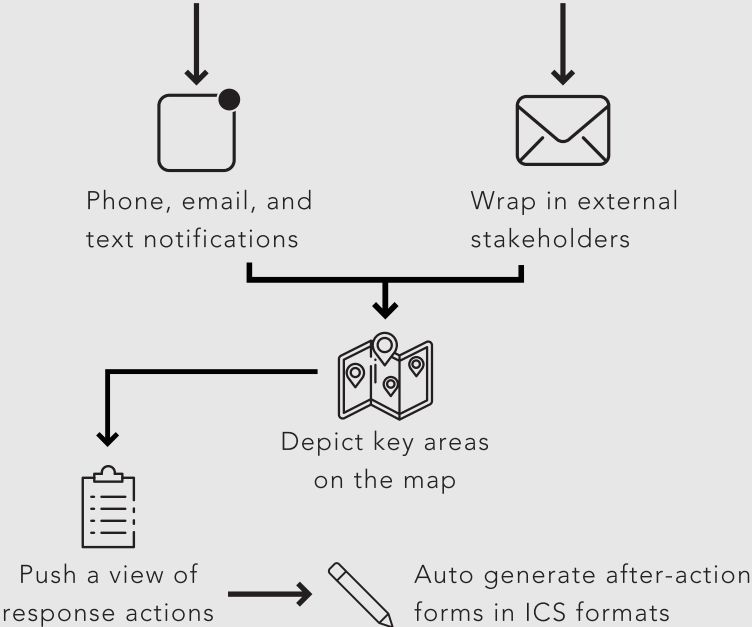 Phone, email, and
text notifications
Wrap in external
stakeholders
Depict key areas
on the map
Push a view of
response actions
Auto generate after-action
forms in ICS formats